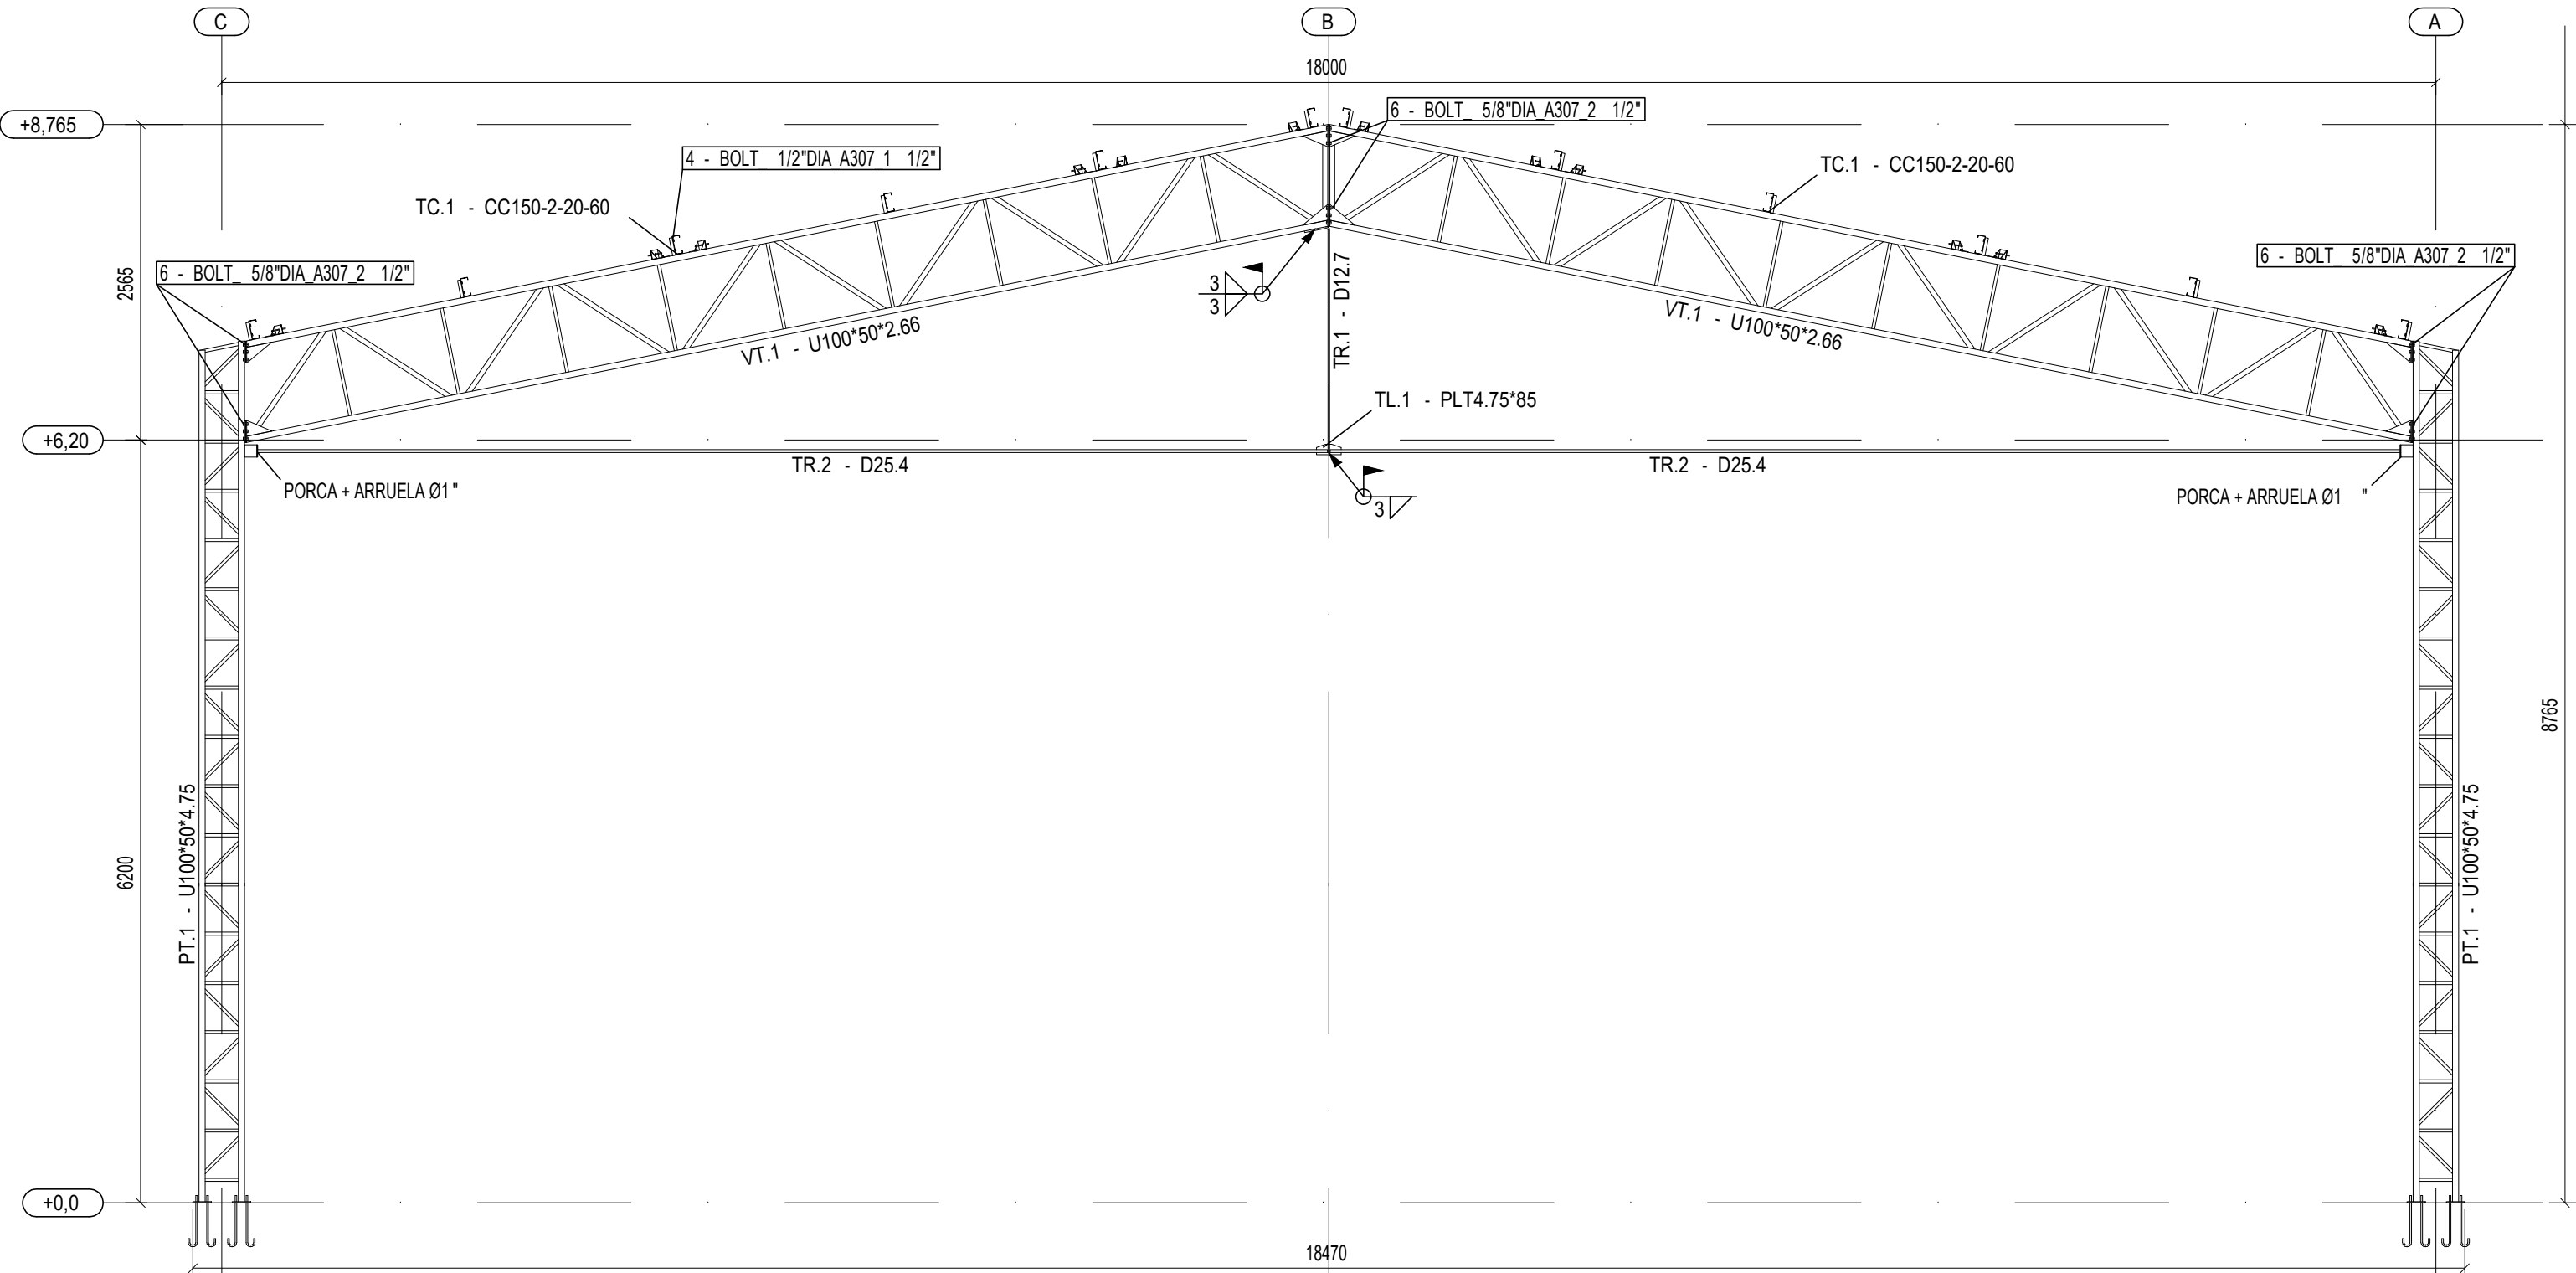 C
B
A
18000
+8,765
6 - BOLT_ 5/8"DIA_A307_2 1/2"
4 - BOLT_ 1/2"DIA_A307_1 1/2"
TC.1 - CC150-2-20-60
TC.1 - CC150-2-20-60
6 - BOLT_ 5/8"DIA_A307_2 1/2"
6 - BOLT_ 5/8"DIA_A307_2 1/2"
2565
3
3
TR.1 - D12.7
VT.1 - U100*50*2.66
VT.1 - U100*50*2.66
TL.1 - PLT4.75*85
+6,20
TR.2 - D25.4
TR.2 - D25.4
PORCA + ARRUELA Ø1 "
PORCA + ARRUELA Ø1 "
3
8765
6200
PT.1 - U100*50*4.75
PT.1 - U100*50*4.75
+0,0
18470